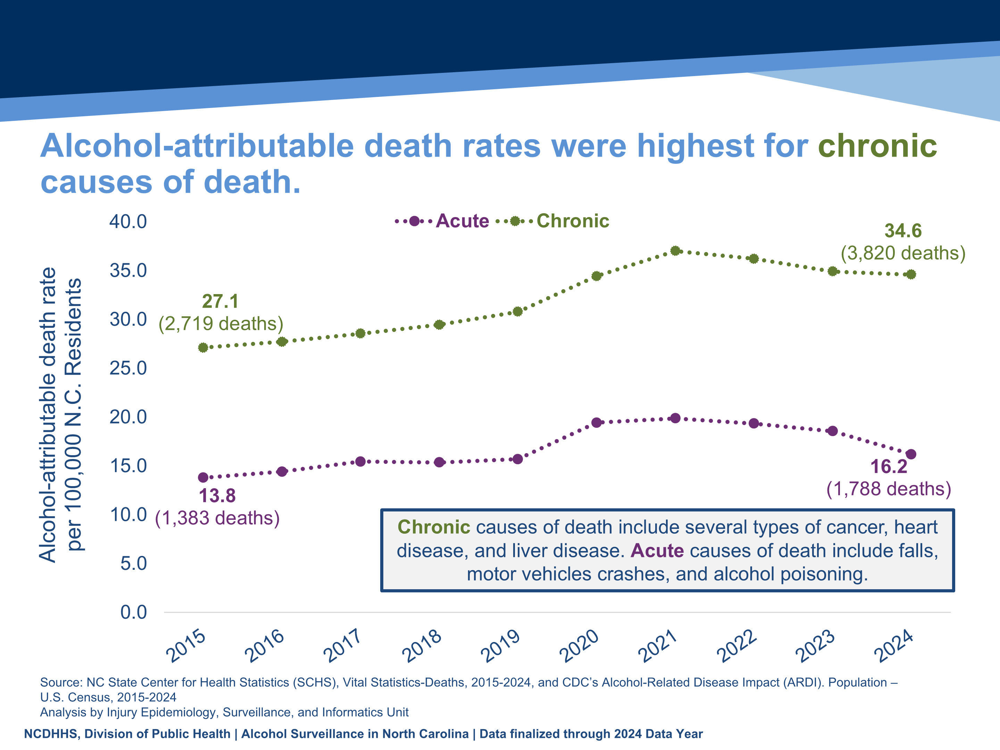 Alcohol-attributable death rates were highest for chronic
causes of death.
Acute Chronic
Alcohol-attributable death rate
per 100,000 N.C. Residents
40.0
35.0
30.0
25.0
20.0
15.0
10.0
5.0
0.0
27.1
(2,719 deaths)
34.6
(3,820 deaths)
13.8
(1,383 deaths)
16.2
(1,788 deaths)
Chronic causes of death include several types of cancer, heart
disease, and liver disease. Acute causes of death include falls,
motor vehicles crashes, and alcohol poisoning.
2015 2016 2017 2018 2019 2020 2021 2022 2023 2024
Source: NC State Center for Health Statistics (SCHS), Vital Statistics-Deaths, 2015-2024, and CDC’s Alcohol-Related Disease Impact (ARDI). Population –
U.S. Census, 2015-2024
Analysis by Injury Epidemiology, Surveillance, and Informatics Unit
NCDHHS, Division of Public Health | Alcohol Surveillance in North Carolina | Data finalized through 2024 Data Year